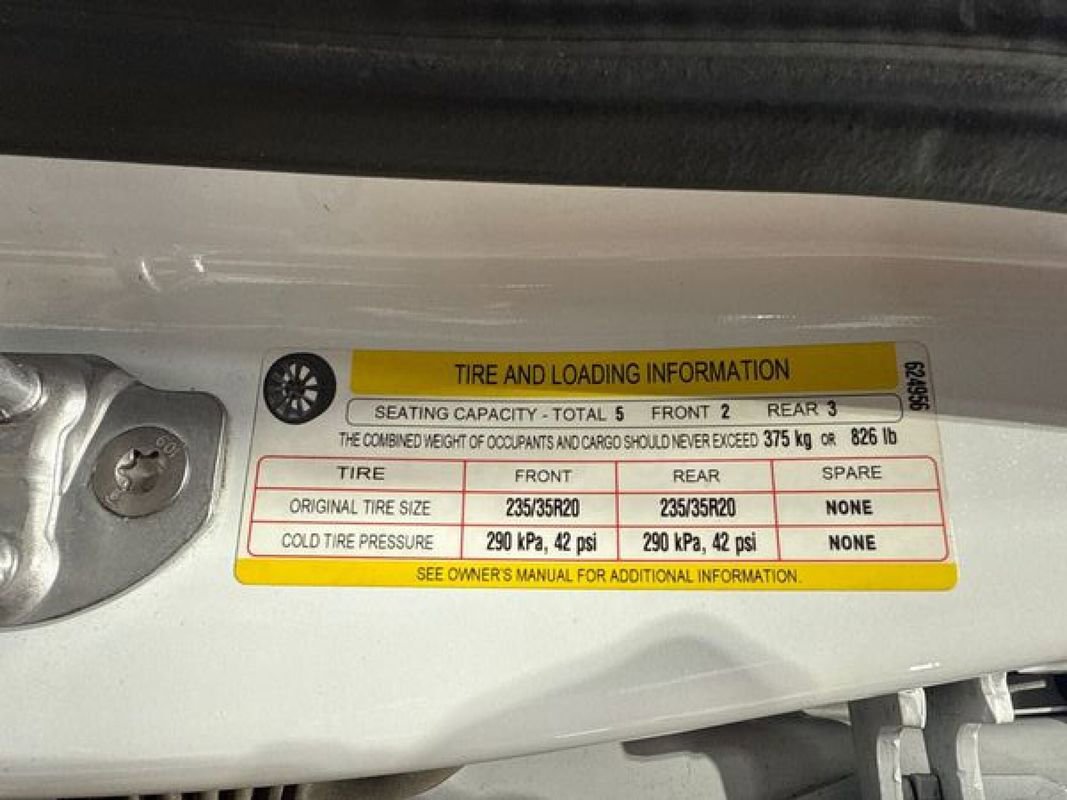 TIRE AND LOADING INFORMATION
624956
SEATING CAPACITY - TOTAL 5 FRONT 2 REAR 3
THE COMBINED WEIGHT OF OCCUPANTS AND CARGO SHOULD NEVER EXCEED 375 kg OR 826 lb
TIRE FRONT REAR SPARE
ORIGINAL TIRE SIZE 235/35R20 235/35R20 NONE
COLD TIRE PRESSURE 290 kPa, 42 psi 290 kPa, 42 psi NONE
SEE OWNER'S MANUAL FOR ADDITIONAL INFORMATION.